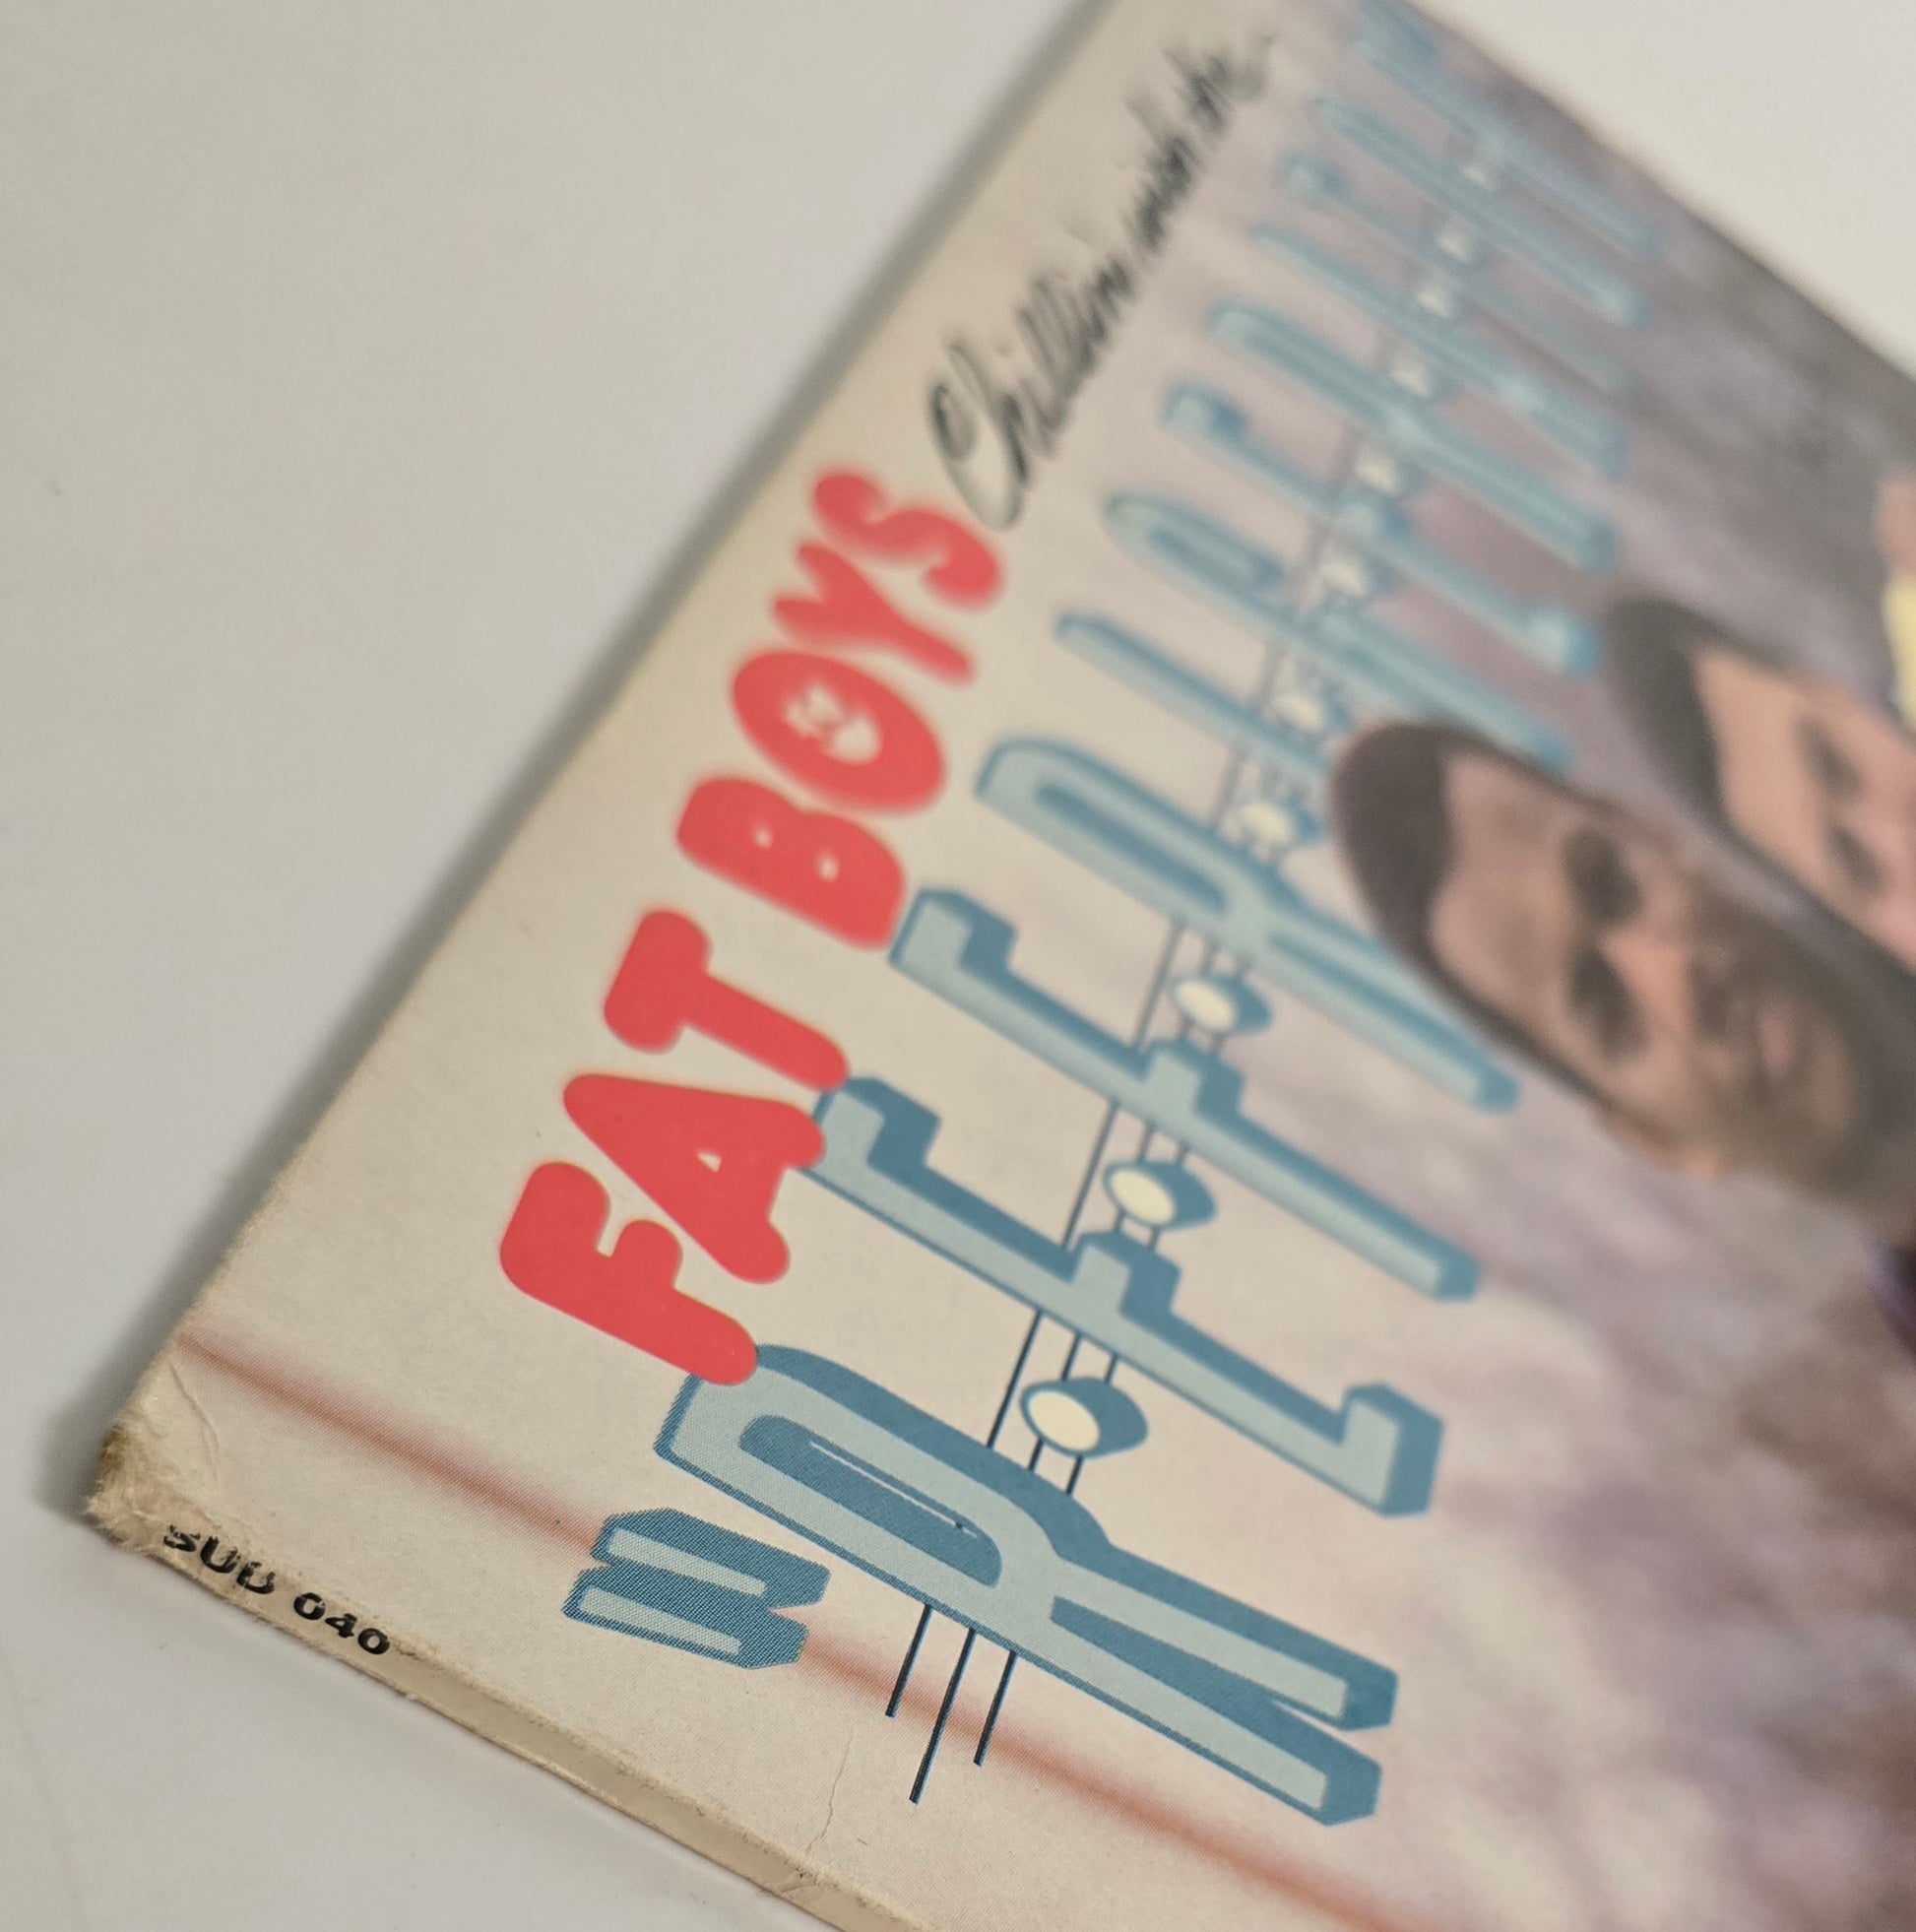 FAT BOYS Chillin' with the
"REFRIGERATOR"
SUD 040